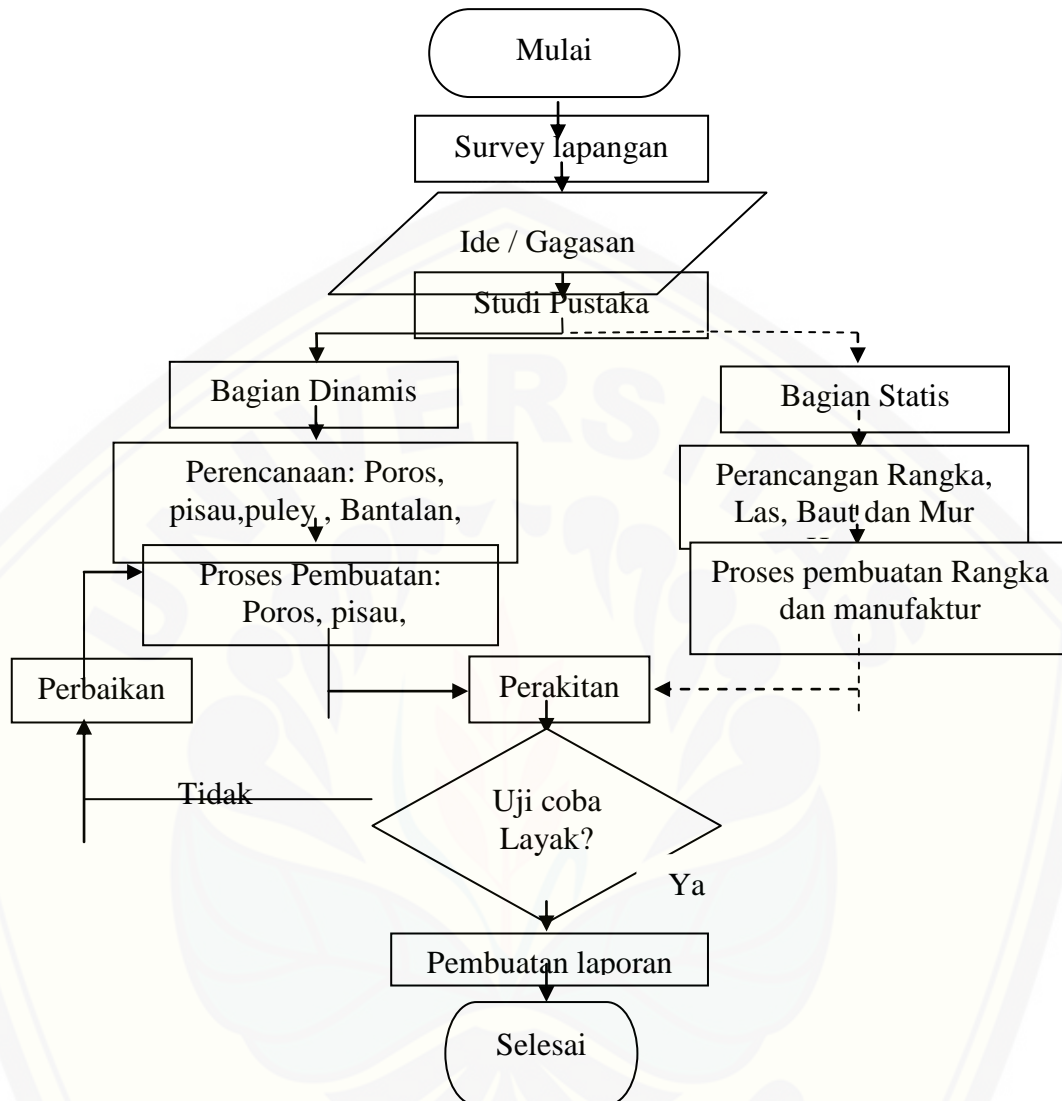 Mulai
Survey lapangan
Ide / Gagasan
Studi Pustaka
Bagian Dinamis
Bagian Statis
Perencanaan: Poros,
pisau,puley , Bantalan,
Perancangan Rangka,
Las, Baut dan Mur
Proses Pembuatan:
Poros, pisau,
Proses pembuatan Rangka
dan manufaktur
Perbaikan
Perakitan
Tidak
Uji coba
Layak?
Ya
Pembuatan laporan
Selesai